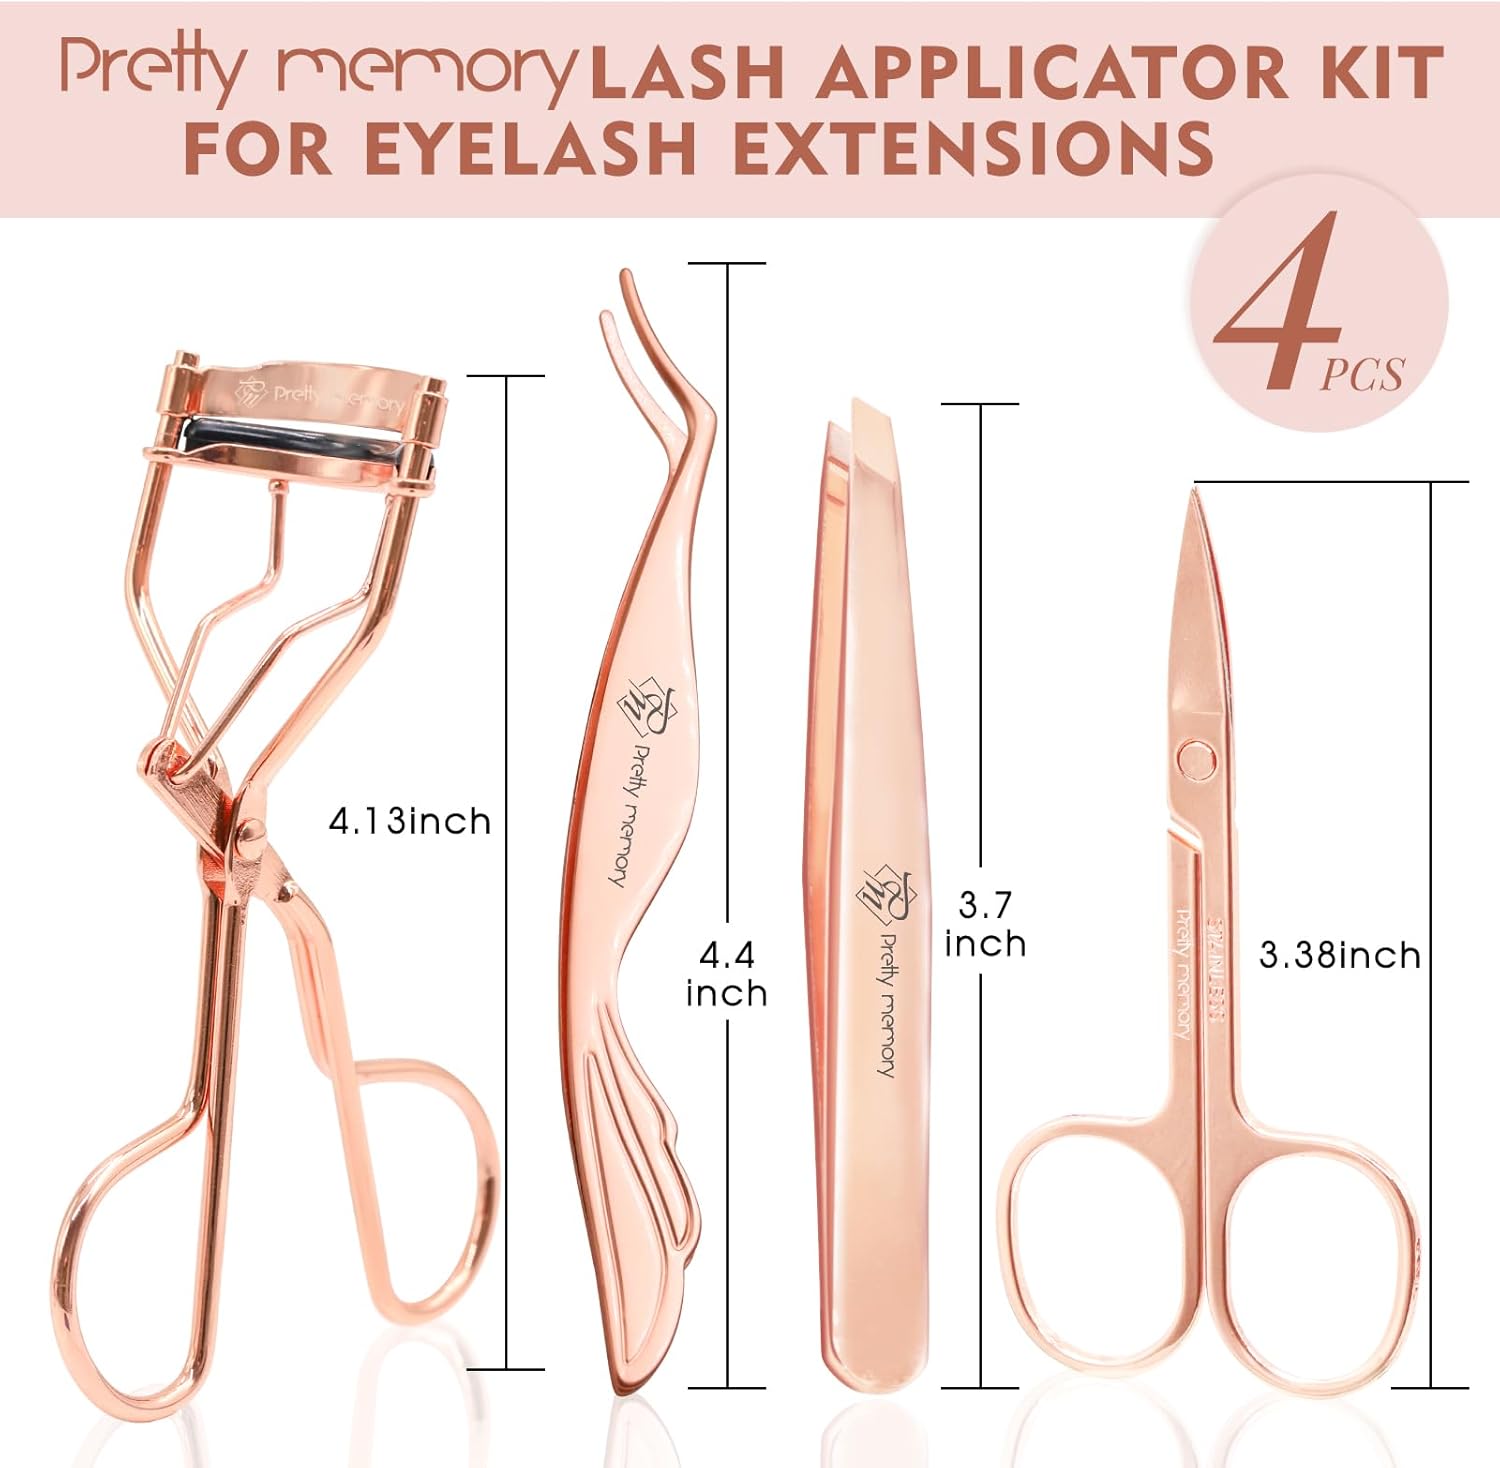 Pretty memory LASH APPLICATOR KIT
FOR EYELASH EXTENSIONS
4
PCS
Pretty memory
4.13inch
Pretty memory
4.4
inch
Pretty memory
3.7
inch
Pretty memory
STAINLESS
3.38inch